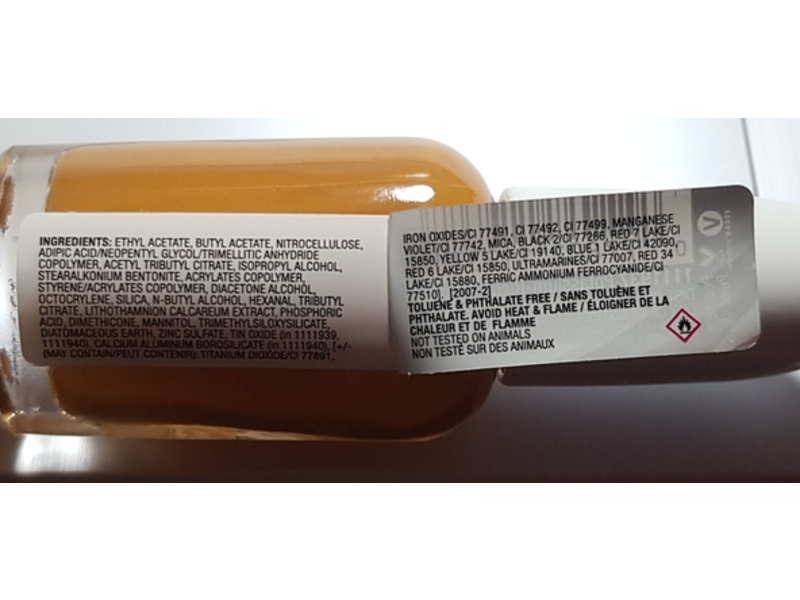 INGREDIENTS: ETHYL ACETATE, BUTYL ACETATE, NITROCELLULOSE,
ADIPIC ACID/NEOPENTYL GLYCOL/TRIMELLITIC ANHYDRIDE
COPOLYMER, ACETYL TRIBUTYL CITRATE, ISOPROPYL ALCOHOL,
STEARALKONIUM BENTONITE, ACRYLATES COPOLYMER,
STYRENE/ACRYLATES COPOLYMER, DIACETONE ALCOHOL,
OCTOCRYLENE, SILICA, N-BUTYL ALCOHOL, HEXANAL, TRIBUTYL
CITRATE, LITHOTHAMNION CALCAREUM EXTRACT, PHOSPHORIC
ACID, DIMETHICONE, MANNITOL, TRIMETHYLSILOXYSILICATE,
DIATOMACEOUS EARTH, ZINC SULFATE, TIN OXIDE (in 1111939,
1111940), CALCIUM ALUMINUM BOROSILICATE (in 1111940), [+/-
(MAY CONTAIN/PEUT CONTENIR): TITANIUM DIOXIDE/CI 77891,
IRON OXIDES/CI 77491, CI 77492, CI 77499, MANGANESE
VIOLET/CI 77742, MICA, BLACK 2/CI 77266, RED 7 LAKE/CI
15850, YELLOW 5 LAKE/CI 19140, BLUE 1 LAKE/CI 42090,
RED 6 LAKE/CI 15850, ULTRAMARINES/CI 77007, RED 34
LAKE/CI 15880, FERRIC AMMONIUM FERROCYANIDE/CI
77510]. [2007-2]
TOLUENE & PHTHALATE FREE / SANS TOLUÈNE ET
PHTHALATE. AVOID HEAT & FLAME / ÉLOIGNER DE LA
CHALEUR ET DE FLAMME
NOT TESTED ON ANIMALS
NON TESTÉ SUR DES ANIMAUX